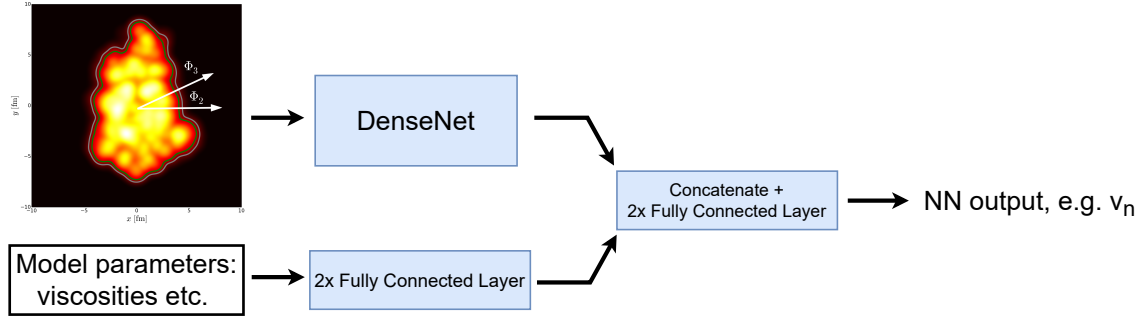 10
5
0
−5
−10
y [fm]
−10
−5
0
5
10
x [fm]
Φ3
Φ2
DenseNet
Concatenate +
2x Fully Connected Layer
NN output, e.g. vn
Model parameters:
viscosities etc.
2x Fully Connected Layer